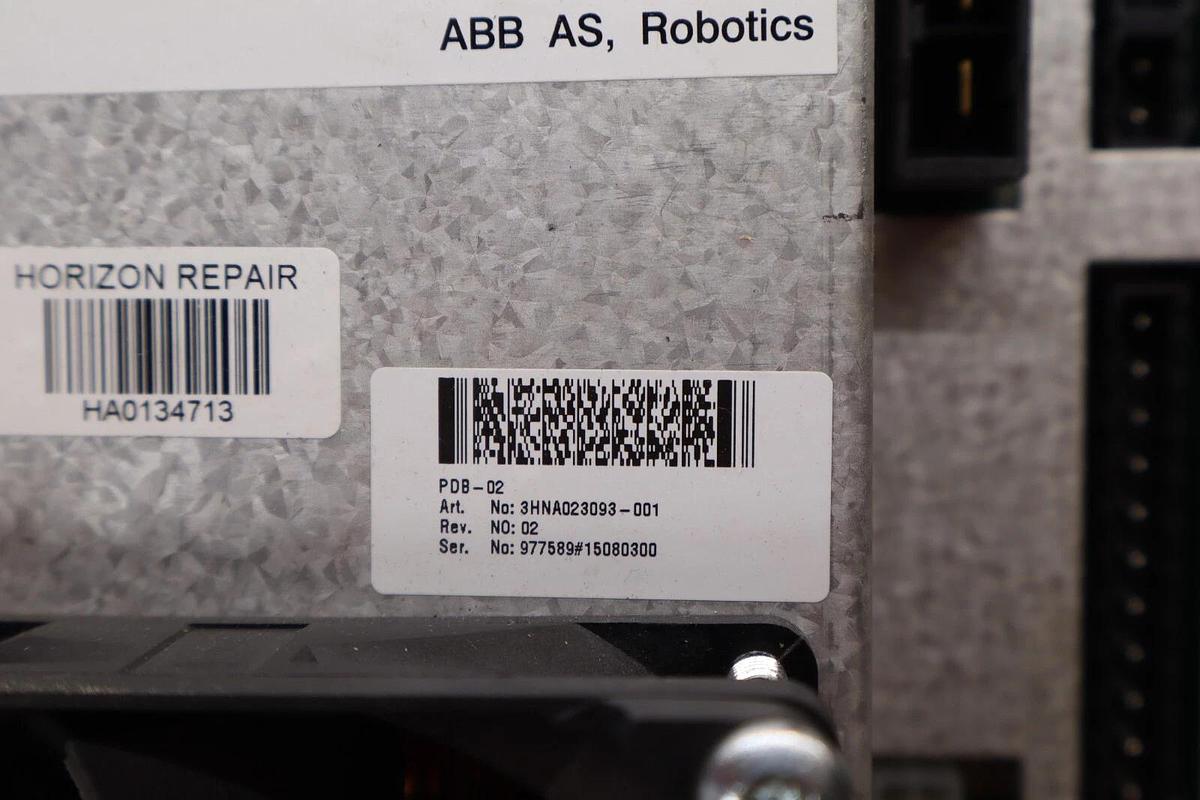 ABB AS, Robotics
HORIZON REPAIR
HA0134713
PDB-02
Art. No: 3HNA023093-001
Rev. NO: 02
Ser. No: 977589#15080300